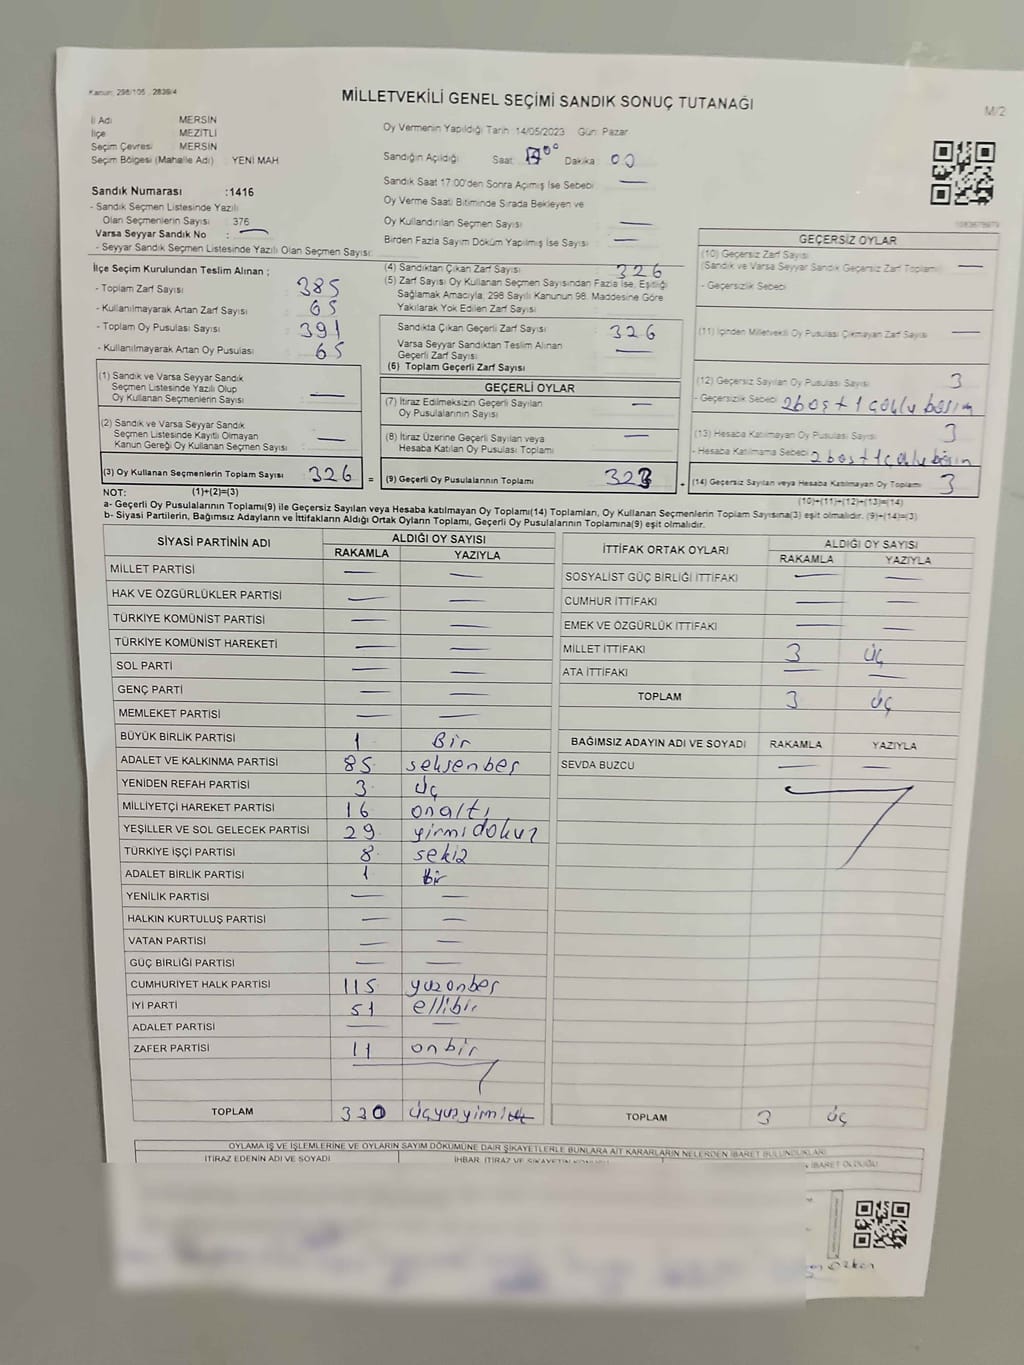 Kanun: 298/105 . 2839/4
MİLLETVEKİLİ GENEL SEÇİMİ SANDIK SONUÇ TUTANAĞI
M/2
İl Adı MERSİN
İlçe MEZİTLİ
Seçim Çevresi MERSİN
Seçim Bölgesi (Mahalle Adı) : YENİ MAH
Sandık Numarası :1416
- Sandık Seçmen Listesinde Yazılı
Olan Seçmenlerin Sayısı : 376
Varsa Seyyar Sandık No : —
- Seyyar Sandık Seçmen Listesinde Yazılı Olan Seçmen Sayısı:
Oy Vermenin Yapıldığı Tarih :14/05/2023 Gün: Pazar
Sandığın Açıldığı Saat Dakika : 00
Sandık Saat 17:00'den Sonra Açımış İse Sebebi : —
Oy Verme Saati Bitiminde Sırada Bekleyen ve
Oy Kullandırılan Seçmen Sayısı : —
Birden Fazla Sayım Döküm Yapılmış İse Sayısı : —
İlçe Seçim Kurulundan Teslim Alınan ;
- Toplam Zarf Sayısı : 385
- Kullanılmayarak Artan Zarf Sayısı : 65
- Toplam Oy Pusulası Sayısı : 391
- Kullanılmayarak Artan Oy Pusulası : 65
(1) Sandık ve Varsa Seyyar Sandık
Seçmen Listesinde Yazılı Olup
Oy Kullanan Seçmenlerin Sayısı : —
(2) Sandık ve Varsa Seyyar Sandık
Seçmen Listesinde Kayıtlı Olmayan
Kanun Gereği Oy Kullanan Seçmen Sayısı : —
(3) Oy Kullanan Seçmenlerin Toplam Sayısı : 326 =
(4) Sandıktan Çıkan Zarf Sayısı : 326
(5) Zarf Sayısı Oy Kullanan Seçmen Sayısından Fazla İse, Eşitliği
Sağlamak Amacıyla, 298 Sayılı Kanunun 98. Maddesine Göre
Yakılarak Yok Edilen Zarf Sayısı :
Sandıkta Çıkan Geçerli Zarf Sayısı : 326
Varsa Seyyar Sandıktan Teslim Alınan
Geçerli Zarf Sayısı : —
(6) Toplam Geçerli Zarf Sayısı
GEÇERLİ OYLAR
(7) İtiraz Edilmeksizin Geçerli Sayılan
Oy Pusulalarının Sayısı : —
(8) İtiraz Üzerine Geçerli Sayılan veya
Hesaba Katılan Oy Pusulası Toplamı : —
(9) Geçerli Oy Pusulalarının Toplamı : 323
GEÇERSİZ OYLAR
(10) Geçersiz Zarf Sayısı
(Sandık ve Varsa Seyyar Sandık Geçersiz Zarf Toplamı) : —
- Geçersizlik Sebebi :
(11) İçinden Milletvekili Oy Pusulası Çıkmayan Zarf Sayısı : —
(12) Geçersiz Sayılan Oy Pusulası Sayısı : 3
- Geçersizlik Sebebi : 2 boş + 1 çoklu basım
(13) Hesaba Katılmayan Oy Pusulası Sayısı : 3
- Hesaba Katılmama Sebebi : 2 boş + 1 çoklu basım
(14) Geçersiz Sayılan veya Hesaba Katılmayan Oy Toplamı : 3
NOT: (1)+(2)=(3)
(10)+(11)+(12)+(13)=(14)
a- Geçerli Oy Pusulalarının Toplamı(9) ile Geçersiz Sayılan veya Hesaba katılmayan Oy Toplamı(14) Toplamları, Oy Kullanan Seçmenlerin Toplam Sayısına(3) eşit olmalıdır. (9)+(14)=(3)
b- Siyasi Partilerin, Bağımsız Adayların ve İttifakların Aldığı Ortak Oyların Toplamı, Geçerli Oy Pusulalarının Toplamına(9) eşit olmalıdır.
SİYASİ PARTİNİN ADI ALDIĞI OY SAYISI
RAKAMLA YAZIYLA
MİLLET PARTİSİ — —
HAK VE ÖZGÜRLÜKLER PARTİSİ — —
TÜRKİYE KOMÜNİST PARTİSİ — —
TÜRKİYE KOMÜNİST HAREKETİ — —
SOL PARTİ — —
GENÇ PARTİ — —
MEMLEKET PARTİSİ — —
BÜYÜK BİRLİK PARTİSİ 1 Bir
ADALET VE KALKINMA PARTİSİ 85 seksenbeş
YENİDEN REFAH PARTİSİ 3 üç
MİLLİYETÇİ HAREKET PARTİSİ 16 onaltı
YEŞİLLER VE SOL GELECEK PARTİSİ 29 yirmidokuz
TÜRKİYE İŞÇİ PARTİSİ 8 sekiz
ADALET BİRLİK PARTİSİ 1 bir
YENİLİK PARTİSİ — —
HALKIN KURTULUŞ PARTİSİ — —
VATAN PARTİSİ — —
GÜÇ BİRLİĞİ PARTİSİ — —
CUMHURİYET HALK PARTİSİ 115 yüzonbeş
İYİ PARTİ 51 ellibir
ADALET PARTİSİ — —
ZAFER PARTİSİ 11 onbir
TOPLAM 320 üçyüzyirmi
İTTİFAK ORTAK OYLARI ALDIĞI OY SAYISI
RAKAMLA YAZIYLA
SOSYALİST GÜÇ BİRLİĞİ İTTİFAKI — —
CUMHUR İTTİFAKI — —
EMEK VE ÖZGÜRLÜK İTTİFAKI — —
MİLLET İTTİFAKI 3 üç
ATA İTTİFAKI — —
TOPLAM 3 üç
BAĞIMSIZ ADAYIN ADI VE SOYADI RAKAMLA YAZIYLA
SEVDA BUZCU — —
TOPLAM 3 üç
OYLAMA İŞ VE İŞLEMLERİNE VE OYLARIN SAYIM DÖKÜMÜNE DAİR ŞİKAYETLERLE BUNLARA AİT KARARLARIN NELERDEN İBARET BULUNDUKLARI
İTİRAZ EDENİN ADI VE SOYADI İHBAR, İTİRAZ VE ŞİKAYETİN KONUSU İBARET OLDUĞU
Özkan